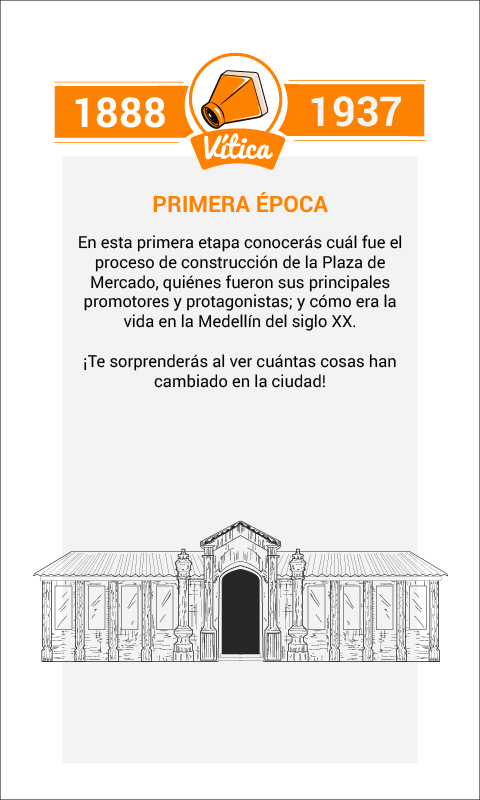 1888 1937
Vítica
PRIMERA ÉPOCA
En esta primera etapa conocerás cuál fue el
proceso de construcción de la Plaza de
Mercado, quiénes fueron sus principales
promotores y protagonistas; y cómo era la
vida en la Medellín del siglo XX.
¡Te sorprenderás al ver cuántas cosas han
cambiado en la ciudad!